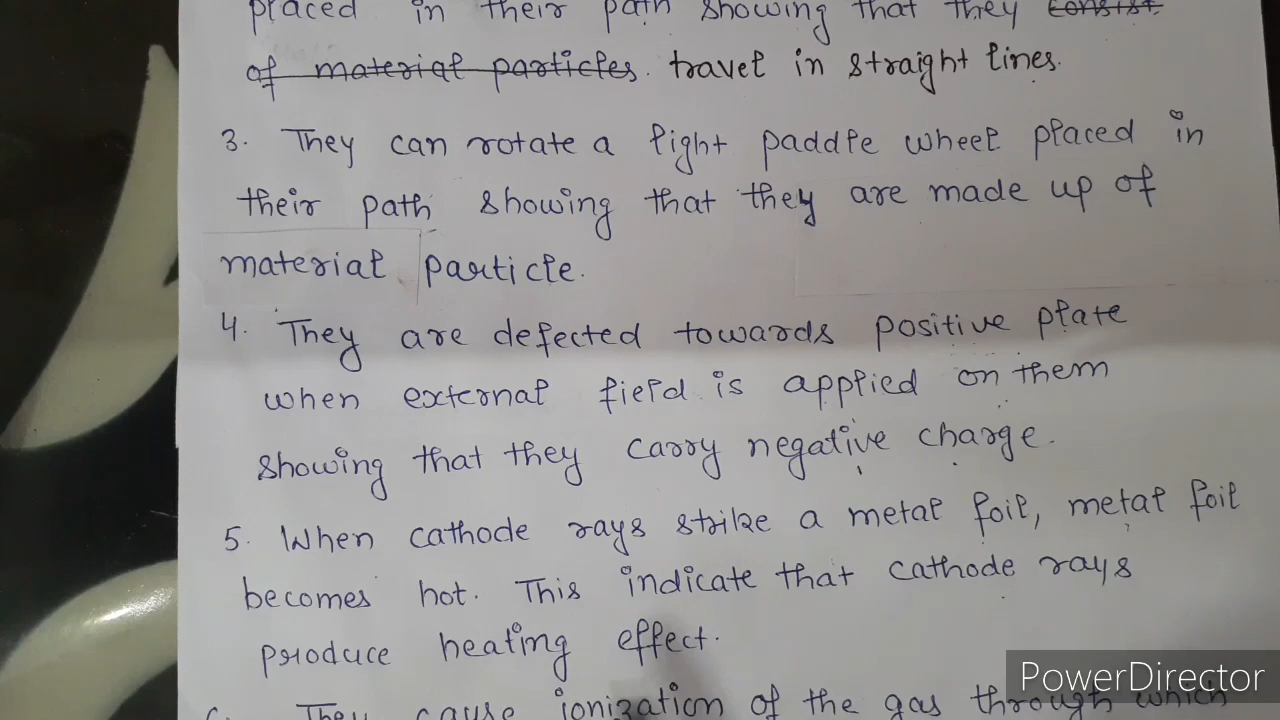 placed in their path showing that they consist
of material particles. travel in straight lines.
3. They can rotate a light paddle wheel placed in
their path showing that they are made up of
material particle.
4. They are defected towards positive plate
when external field is applied on them
showing that they carry negative charge.
5. When cathode rays strike a metal foil, metal foil
becomes hot. This indicate that cathode rays
produce heating effect.
6. They cause ionization of the gas through which
PowerDirector